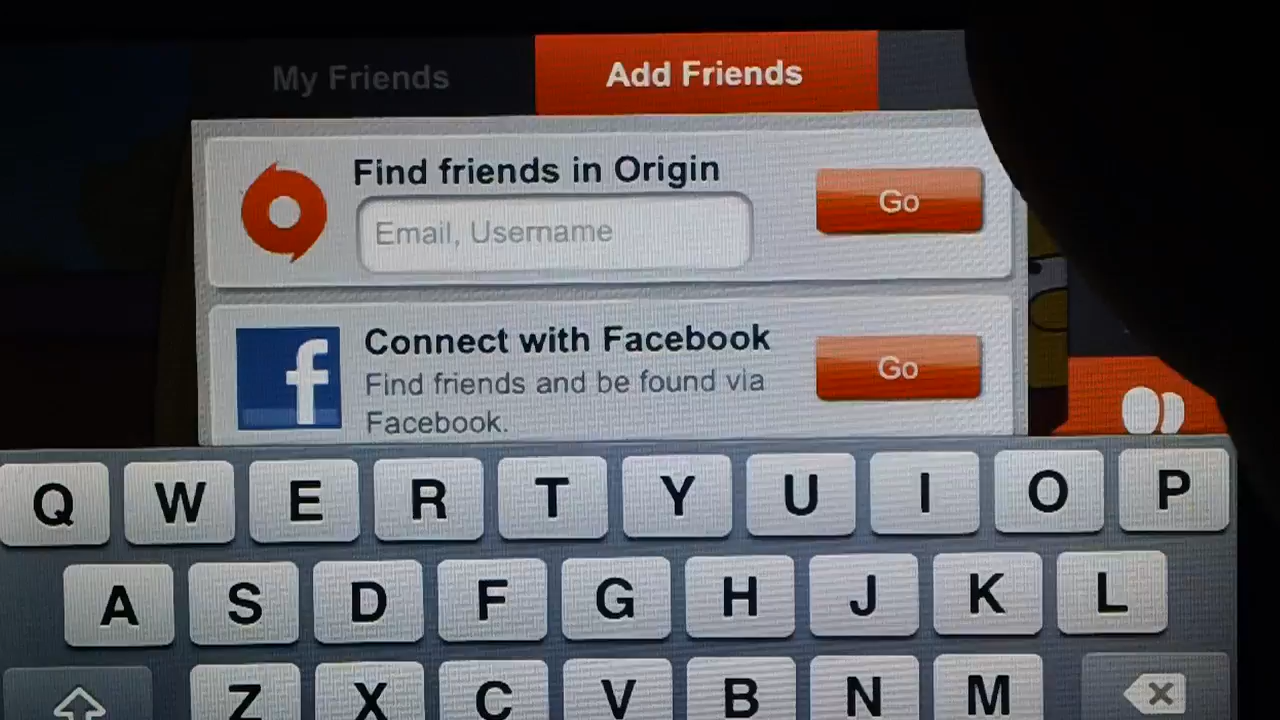 My Friends
Add Friends
Find friends in Origin
Email, Username
Go
Connect with Facebook
Find friends and be found via
Facebook.
Go
Q W E R T Y U I O P
A S D F G H J K L
Z X C V B N M